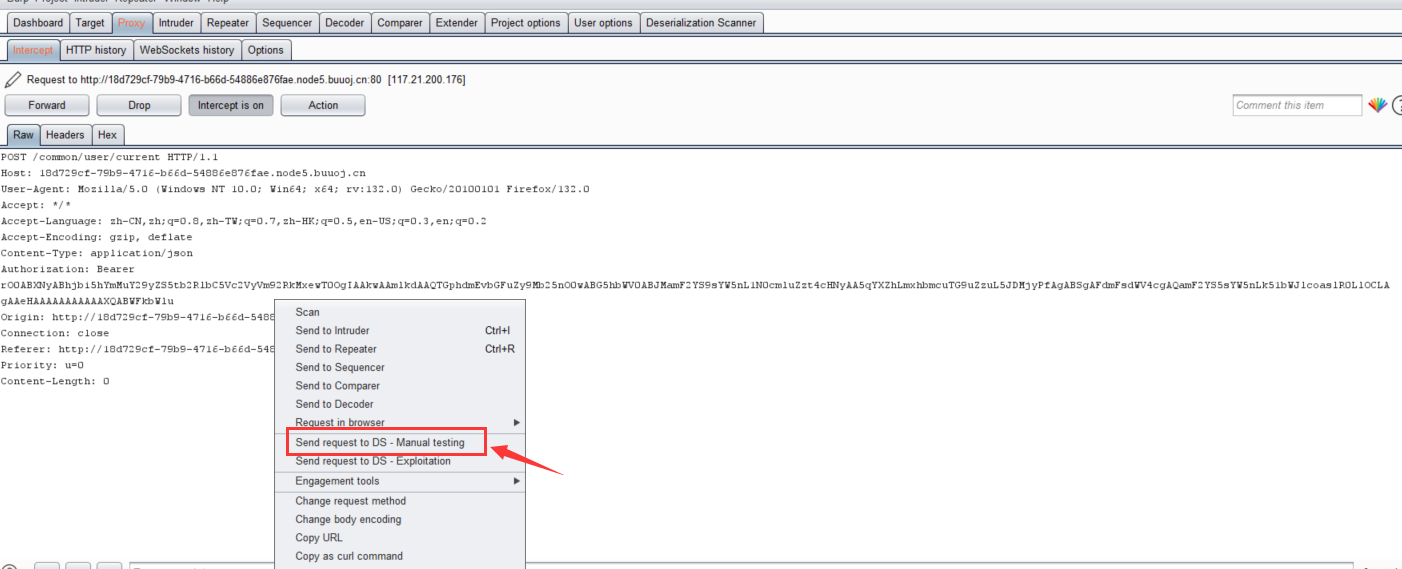 Burp Project Intruder Repeater Window Help
Dashboard Target Proxy Intruder Repeater Sequencer Decoder Comparer Extender Project options User options Deserialization Scanner
Intercept HTTP history WebSockets history Options
Request to http://18d729cf-79b9-4716-b66d-54886e876fae.node5.buuoj.cn:80 [117.21.200.176]
Forward Drop Intercept is on Action Comment this item
Raw Headers Hex
POST /common/user/current HTTP/1.1
Host: 18d729cf-79b9-4716-b66d-54886e876fae.node5.buuoj.cn
User-Agent: Mozilla/5.0 (Windows NT 10.0; Win64; x64; rv:132.0) Gecko/20100101 Firefox/132.0
Accept: */*
Accept-Language: zh-CN,zh;q=0.8,zh-TW;q=0.7,zh-HK;q=0.5,en-US;q=0.3,en;q=0.2
Accept-Encoding: gzip, deflate
Content-Type: application/json
Authorization: Bearer
gAAeHAAAAAAAAAAAXQABWFkbWlu
Origin: http://18d729cf-79b9-4716-b66d-5488
Connection: close
Referer: http://18d729cf-79b9-4716-b66d-548
Priority: u=0
Content-Length: 0
Scan
Send to Intruder Ctrl+I
Send to Repeater Ctrl+R
Send to Sequencer
Send to Comparer
Send to Decoder
Request in browser
Send request to DS - Manual testing
Send request to DS - Exploitation
Engagement tools
Change request method
Change body encoding
Copy URL
Copy as curl command